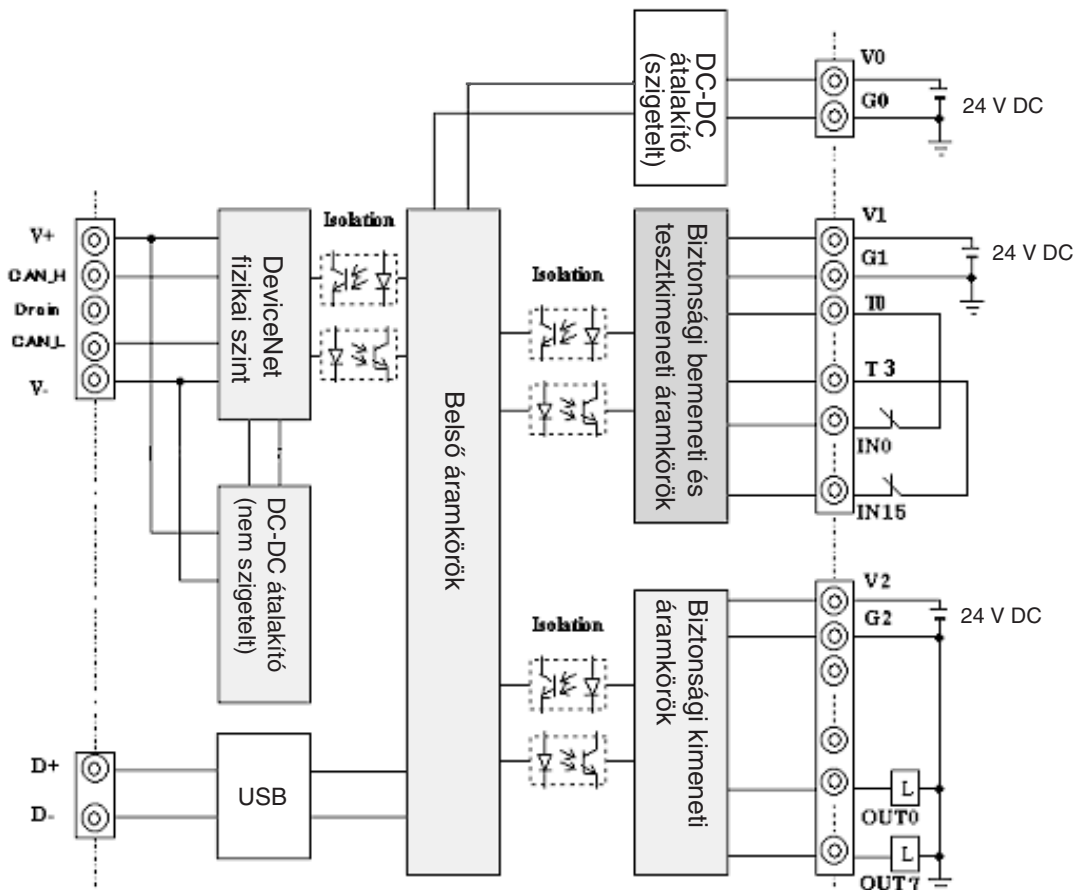 DC-DC
átalakító
(szigetelt)
V0
G0
24 V DC
V+
CAN_H
Drain
CAN_L
V-
DeviceNet
fizikai szint
Isolation
DC-DC átalakító
(nem szigetelt)
Belső áramkörök
Isolation
Biztonsági bemeneti és
tesztkimeneti áramkörök
V1
G1
24 V DC
T0
T 3
IN0
IN15
Isolation
Biztonsági kimeneti
áramkörök
V2
G2
24 V DC
L
OUT0
L
OUT7
D+
D-
USB